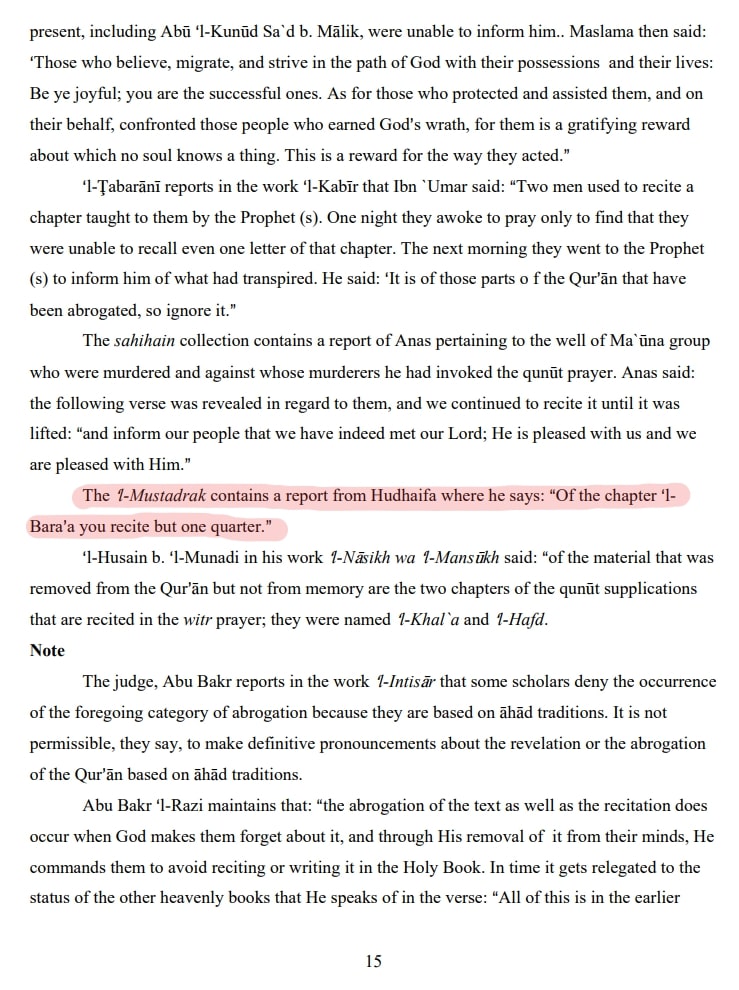 present, including Abū ‘l-Kunūd Sa`d b. Mālik, were unable to inform him.. Maslama then said:
‘Those who believe, migrate, and strive in the path of God with their possessions and their lives:
Be ye joyful; you are the successful ones. As for those who protected and assisted them, and on
their behalf, confronted those people who earned God's wrath, for them is a gratifying reward
about which no soul knows a thing. This is a reward for the way they acted.”
‘l-Ţabarānī reports in the work ‘l-Kabīr that Ibn `Umar said: “Two men used to recite a
chapter taught to them by the Prophet (s). One night they awoke to pray only to find that they
were unable to recall even one letter of that chapter. The next morning they went to the Prophet
(s) to inform him of what had transpired. He said: ‘It is of those parts o f the Qur'ān that have
been abrogated, so ignore it.”
The sahihain collection contains a report of Anas pertaining to the well of Ma`ūna group
who were murdered and against whose murderers he had invoked the qunūt prayer. Anas said:
the following verse was revealed in regard to them, and we continued to recite it until it was
lifted: “and inform our people that we have indeed met our Lord; He is pleased with us and we
are pleased with Him.”
The ‘l-Mustadrak contains a report from Hudhaifa where he says: “Of the chapter ‘l-
Bara'a you recite but one quarter.”
‘l-Husain b. ‘l-Munadi in his work ‘l-Nāsikh wa ‘l-Mansūkh said: “of the material that was
removed from the Qur'ān but not from memory are the two chapters of the qunūt supplications
that are recited in the witr prayer; they were named ‘l-Khal`a and ‘l-Hafd.
Note
The judge, Abu Bakr reports in the work ‘l-Intisār that some scholars deny the occurrence
of the foregoing category of abrogation because they are based on āhād traditions. It is not
permissible, they say, to make definitive pronouncements about the revelation or the abrogation
of the Qur'ān based on āhād traditions.
Abu Bakr ‘l-Razi maintains that: “the abrogation of the text as well as the recitation does
occur when God makes them forget about it, and through His removal of it from their minds, He
commands them to avoid reciting or writing it in the Holy Book. In time it gets relegated to the
status of the other heavenly books that He speaks of in the verse: “All of this is in the earlier
15